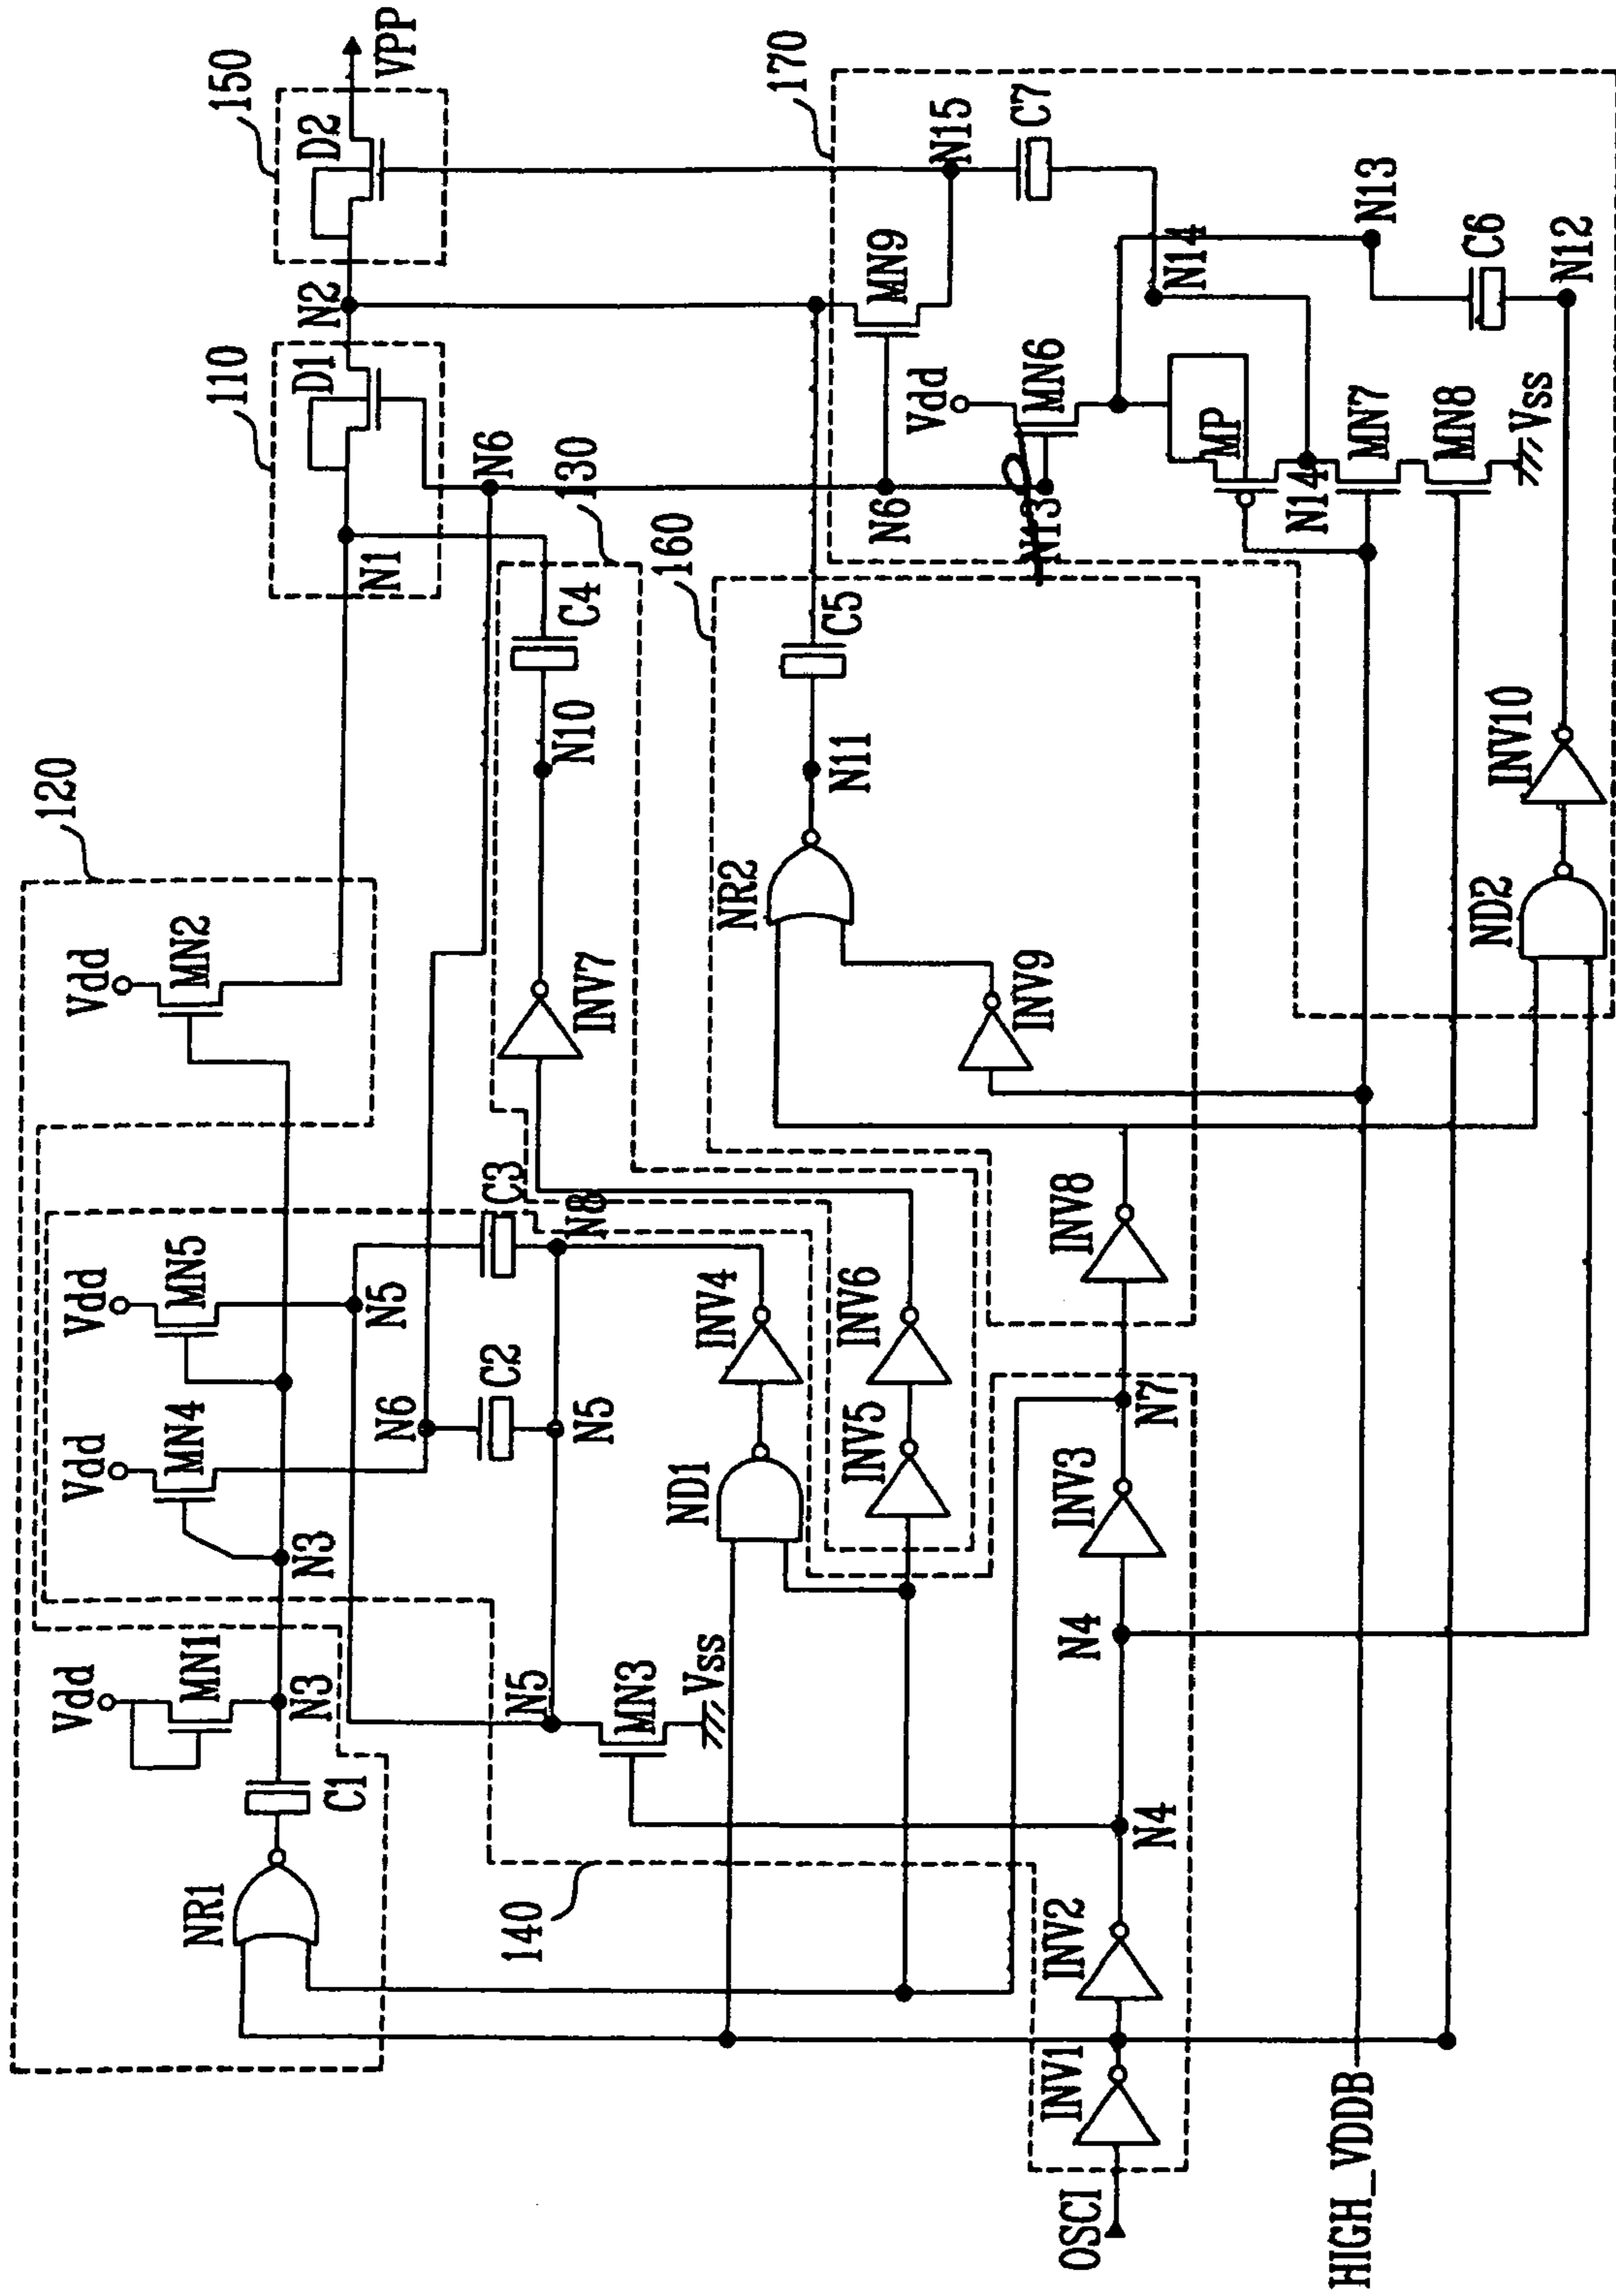 120
Vdd
MN2
Vdd
MN5
Vdd
MN4
Vdd
MN1
N3
N3
C1
NR1
150
D2
VPP
N2
110
D1
N1
N6
130
C4
N10
INV7
N5
C3
N8
N6
C2
N5
N5
MN3
Vss
INV4
ND1
INV6
INV5
140
160
C5
N11
NR2
INV9
INV8
N7
INV3
N4
N4
INV2
INV1
OSCI
HIGH_VDDB
170
N15
C7
MN9
N6
N14
N13
C6
N12
Vdd
MN6
N13
MP
N14
MN7
MN8
Vss
INV10
ND2